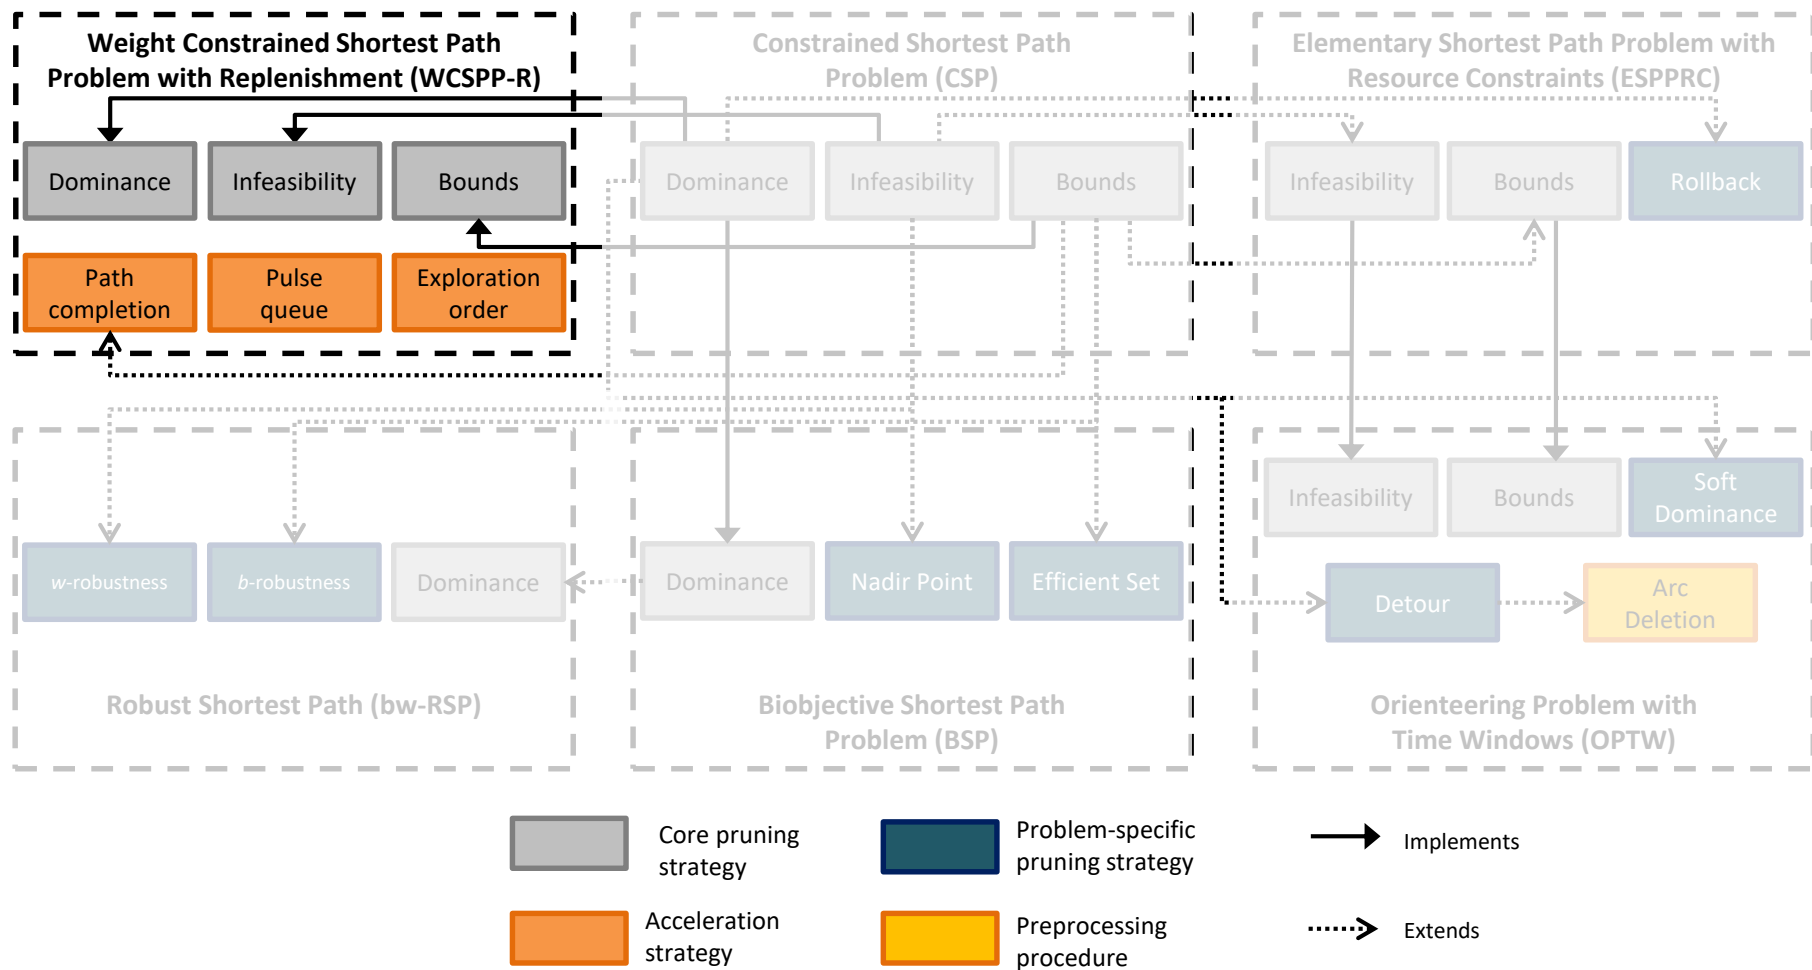 Weight Constrained Shortest Path
Problem with Replenishment (WCSPP-R)
Dominance
Infeasibility
Bounds
Path
completion
Pulse
queue
Exploration
order
Constrained Shortest Path
Problem (CSP)
Dominance
Infeasibility
Bounds
Elementary Shortest Path Problem with
Resource Constraints (ESPPRC)
Infeasibility
Bounds
Rollback
w-robustness
b-robustness
Dominance
Robust Shortest Path (bw-RSP)
Dominance
Nadir Point
Efficient Set
Biobjective Shortest Path
Problem (BSP)
Infeasibility
Bounds
Soft
Dominance
Detour
Arc
Deletion
Orienteering Problem with
Time Windows (OPTW)
Core pruning
strategy
Problem-specific
pruning strategy
Implements
Acceleration
strategy
Preprocessing
procedure
Extends